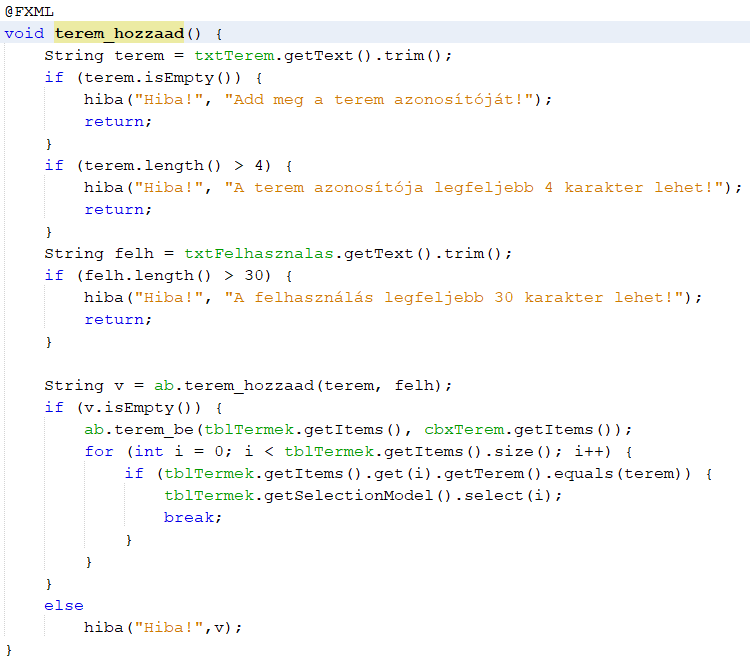 @FXML
void terem_hozzaad() {
    String terem = txtTerem.getText().trim();
    if (terem.isEmpty()) {
        hiba("Hiba!", "Add meg a terem azonosítóját!");
        return;
    }
    if (terem.length() > 4) {
        hiba("Hiba!", "A terem azonosítója legfeljebb 4 karakter lehet!");
        return;
    }
    String felh = txtFelhasznalas.getText().trim();
    if (felh.length() > 30) {
        hiba("Hiba!", "A felhasználás legfeljebb 30 karakter lehet!");
        return;
    }

    String v = ab.terem_hozzaad(terem, felh);
    if (v.isEmpty()) {
        ab.terem_be(tblTermek.getItems(), cbxTerem.getItems());
        for (int i = 0; i < tblTermek.getItems().size(); i++) {
            if (tblTermek.getItems().get(i).getTerem().equals(terem)) {
                tblTermek.getSelectionModel().select(i);
                break;
            }
        }
    }
    else
        hiba("Hiba!",v);
}